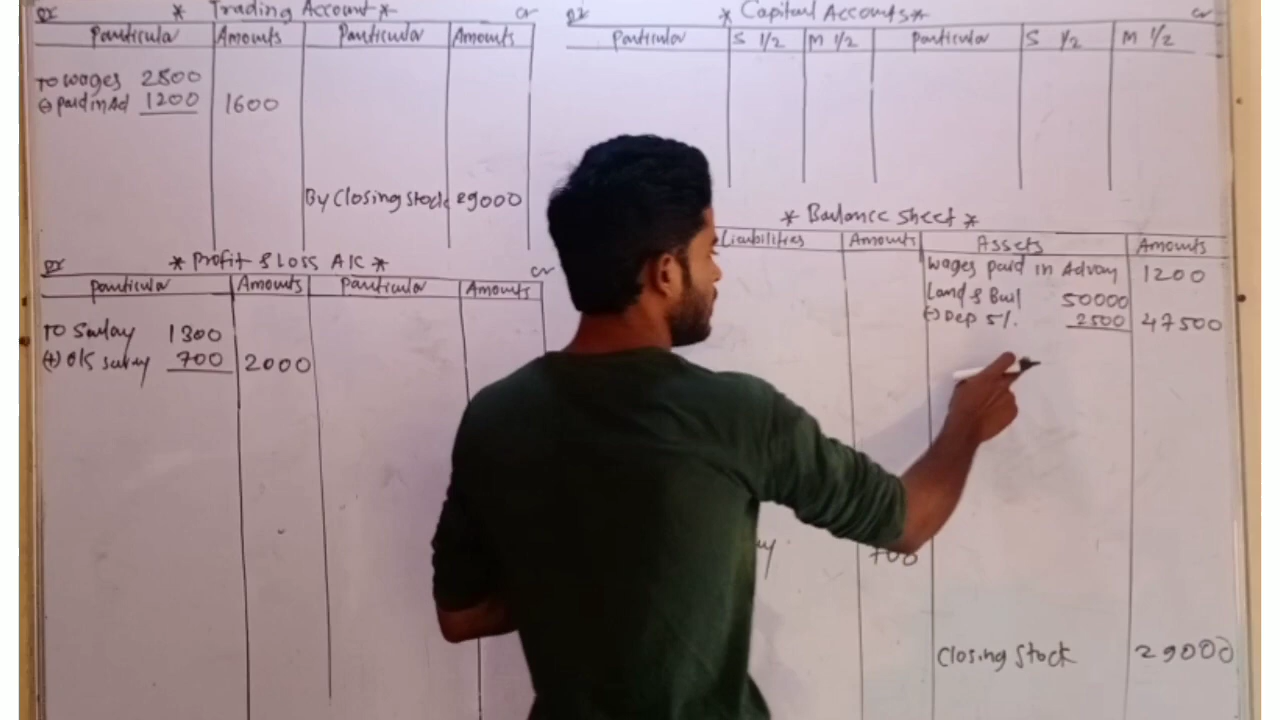 Dr * Trading Account * Cr
Particular Amounts Particular Amounts
To wages 2800
(-) paid in Ad 1200 1600
By Closing stock 29000
Dr * Capital Accounts * Cr
Particular S 1/2 M 1/2 Particular S 1/2 M 1/2
Dr * Profit & Loss A/C * Cr
Particular Amounts Particular Amounts
To Salary 1300
(+) O/S salary 700 2000
* Balance Sheet *
Liabilities Amounts Assets Amounts
Wages paid in Advan 1200
Land & Buil 50000
(-) Dep 5%. 2500 47500
700
Closing Stock 29000